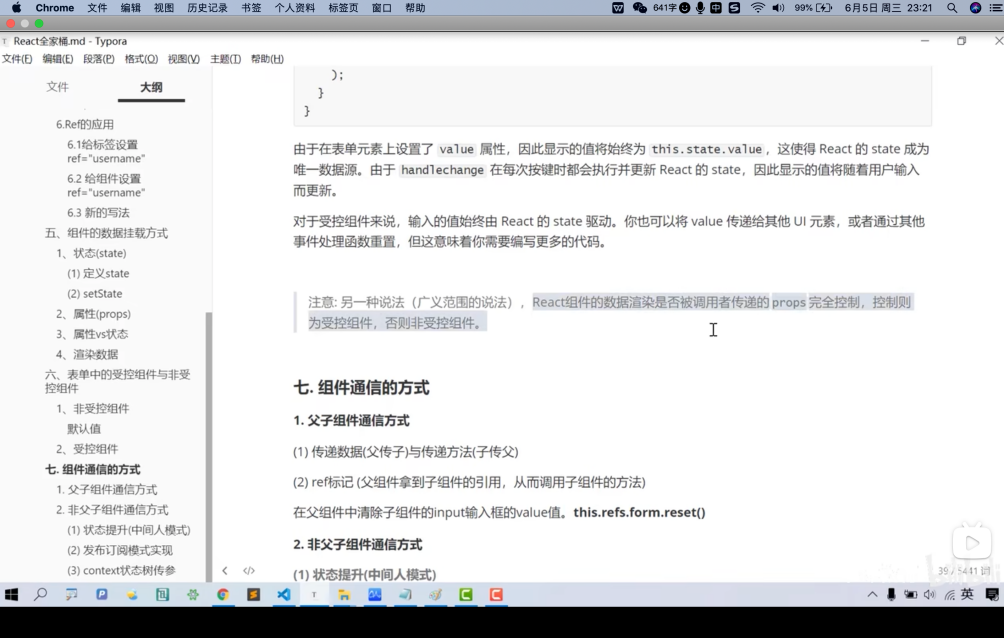 Chrome 文件 编辑 视图 历史记录 书签 个人资料 标签页 窗口 帮助 641字 中 99% 6月5日 周三 23:21
React全家桶.md - Typora
文件(F) 编辑(E) 段落(P) 格式(O) 视图(V) 主题(T) 帮助(H)
文件 大纲
6.Ref的应用
6.1给标签设置
ref="username"
6.2 给组件设置
ref="username"
6.3 新的写法
五、组件的数据挂载方式
1、状态(state)
(1) 定义state
(2) setState
2、属性(props)
3、属性vs状态
4、渲染数据
六、表单中的受控组件与非受
控组件
1、非受控组件
默认值
2、受控组件
七. 组件通信的方式
1. 父子组件通信方式
2. 非父子组件通信方式
(1) 状态提升(中间人模式)
(2) 发布订阅模式实现
(3) context状态树传参
);
}
}
由于在表单元素上设置了 value 属性，因此显示的值将始终为 this.state.value，这使得 React 的 state 成为
唯一数据源。由于 handlechange 在每次按键时都会执行并更新 React 的 state，因此显示的值将随着用户输入
而更新。
对于受控组件来说，输入的值始终由 React 的 state 驱动。你也可以将 value 传递给其他 UI 元素，或者通过其他
事件处理函数重置，但这意味着你需要编写更多的代码。
注意: 另一种说法（广义范围的说法），React组件的数据渲染是否被调用者传递的 props 完全控制，控制则
为受控组件，否则非受控组件。
七. 组件通信的方式
1. 父子组件通信方式
(1) 传递数据(父传子)与传递方法(子传父)
(2) ref标记 (父组件拿到子组件的引用，从而调用子组件的方法)
在父组件中清除子组件的input输入框的value值。this.refs.form.reset()
2. 非父子组件通信方式
(1) 状态提升(中间人模式)
英